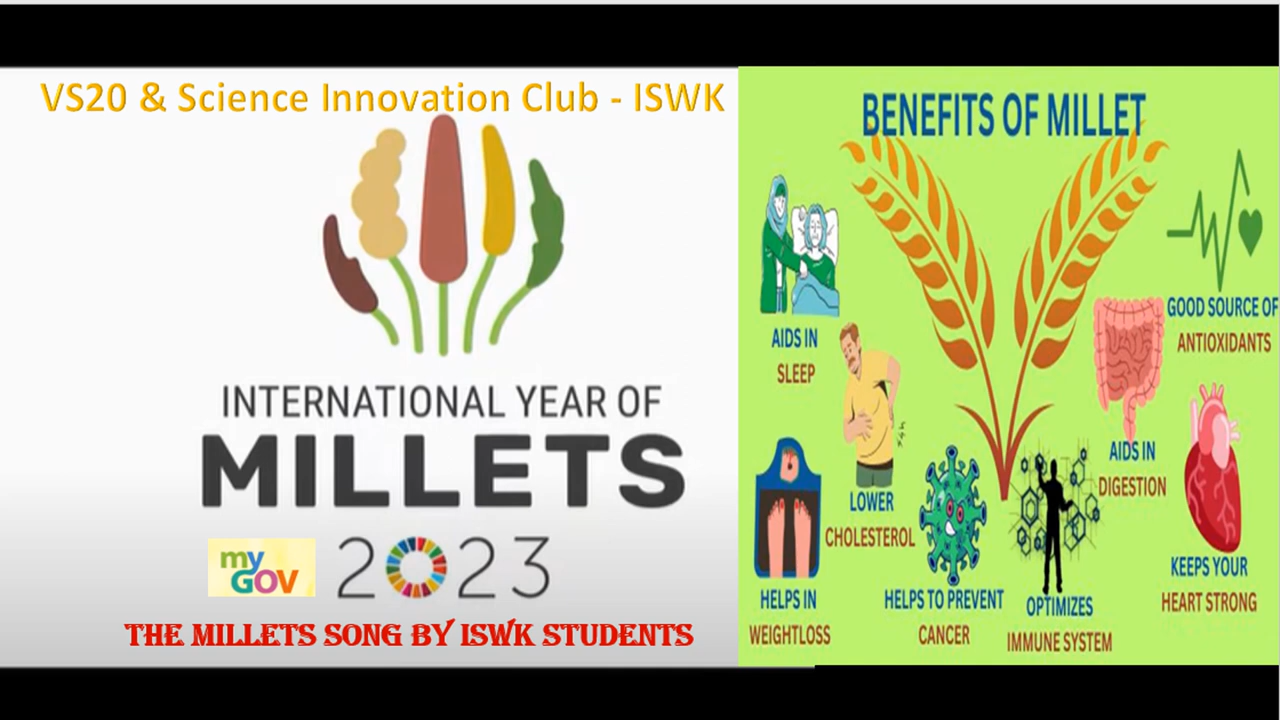 VS20 & Science Innovation Club - ISWK
INTERNATIONAL YEAR OF
MILLETS
my
GOV
2023
THE MILLETS SONG BY ISWK STUDENTS
BENEFITS OF MILLET
AIDS IN
SLEEP
GOOD SOURCE OF
ANTIOXIDANTS
LOWER
CHOLESTEROL
AIDS IN
DIGESTION
HELPS IN
WEIGHTLOSS
HELPS TO PREVENT
CANCER
OPTIMIZES
IMMUNE SYSTEM
KEEPS YOUR
HEART STRONG